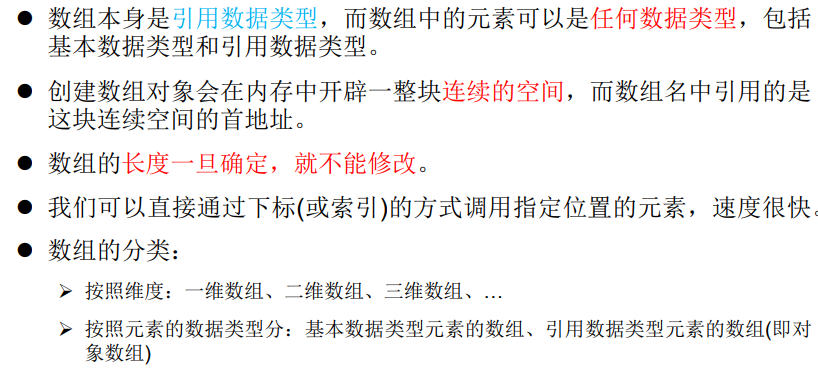 ● 数组本身是引用数据类型，而数组中的元素可以是任何数据类型，包括
基本数据类型和引用数据类型。
● 创建数组对象会在内存中开辟一整块连续的空间，而数组名中引用的是
这块连续空间的首地址。
● 数组的长度一旦确定，就不能修改。
● 我们可以直接通过下标(或索引)的方式调用指定位置的元素，速度很快。
● 数组的分类：
➢ 按照维度：一维数组、二维数组、三维数组、…
➢ 按照元素的数据类型分：基本数据类型元素的数组、引用数据类型元素的数组(即对
象数组)